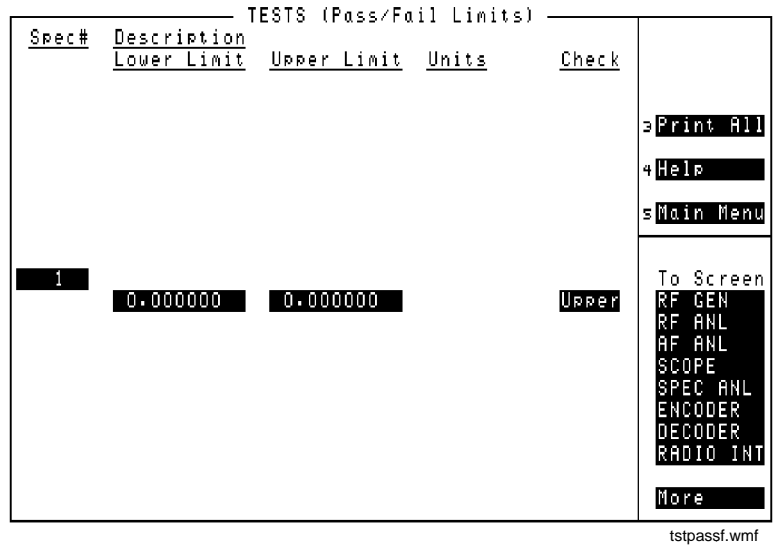 TESTS (Pass/Fail Limits)
Spec# Description
Lower Limit Upper Limit Units Check
3 Print All
4 Help
5 Main Menu
1
0.000000 0.000000 Upper
To Screen
RF GEN
RF ANL
AF ANL
SCOPE
SPEC ANL
ENCODER
DECODER
RADIO INT
More
tstpassf.wmf